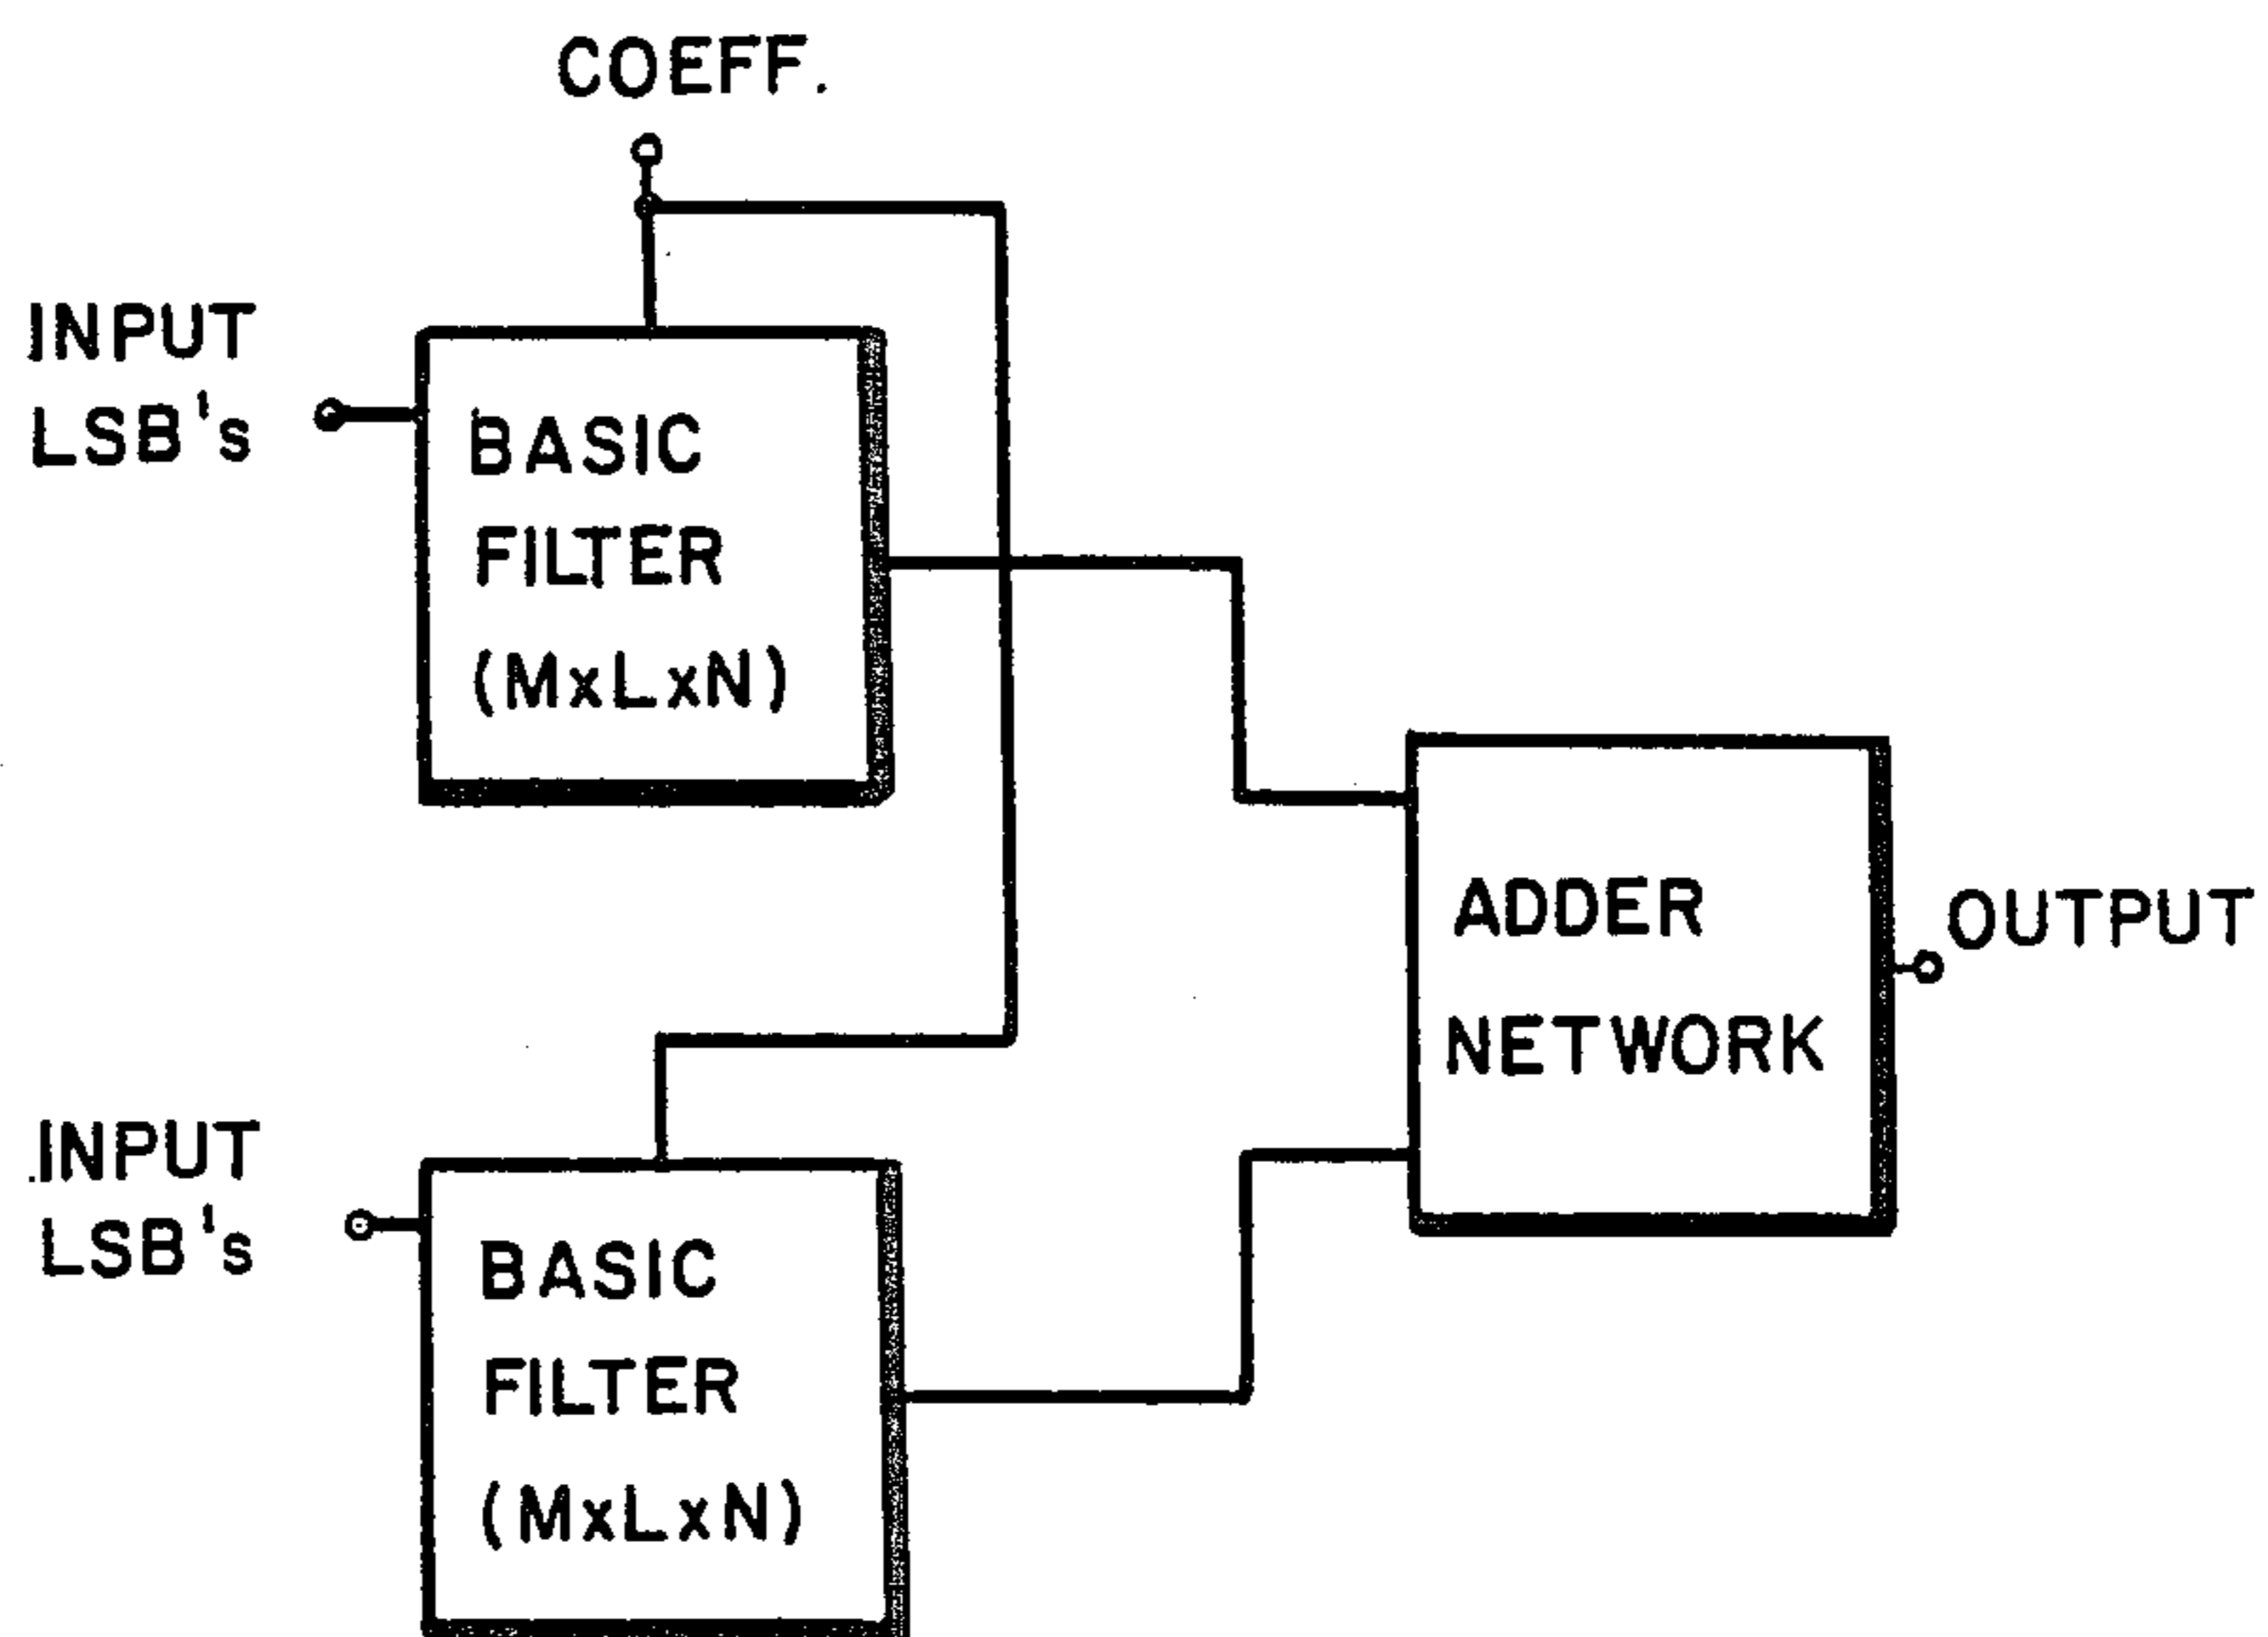 COEFF.
INPUT
LSB's
BASIC
FILTER
(MxLxN)
ADDER
NETWORK
OUTPUT
INPUT
LSB's
BASIC
FILTER
(MxLxN)